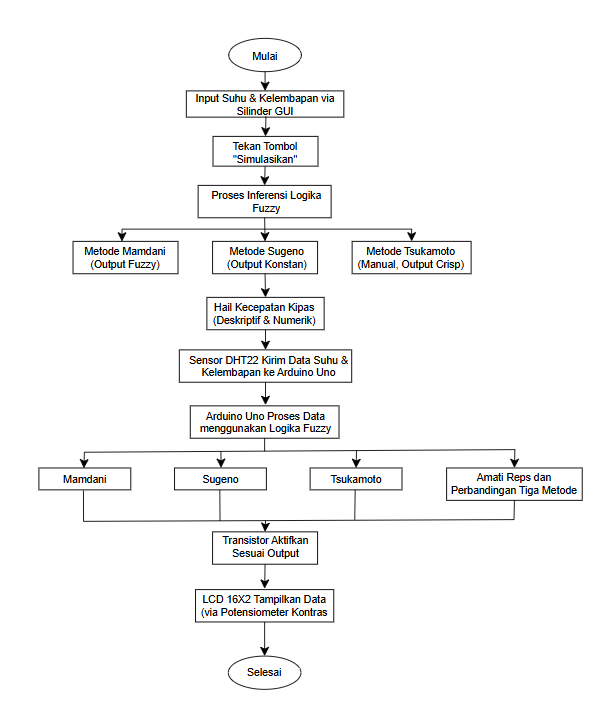 Mulai
Input Suhu & Kelembapan via
Silinder GUI
Tekan Tombol
"Simulasikan"
Proses Inferensi Logika
Fuzzy
Metode Mamdani
(Output Fuzzy)
Metode Sugeno
(Output Konstan)
Metode Tsukamoto
(Manual, Output Crisp)
Hail Kecepatan Kipas
(Deskriptif & Numerik)
Sensor DHT22 Kirim Data Suhu &
Kelembapan ke Arduino Uno
Arduino Uno Proses Data
menggunakan Logika Fuzzy
Mamdani
Sugeno
Tsukamoto
Amati Reps dan
Perbandingan Tiga Metode
Transistor Aktifkan
Sesuai Output
LCD 16X2 Tampilkan Data
(via Potensiometer Kontras
Selesai